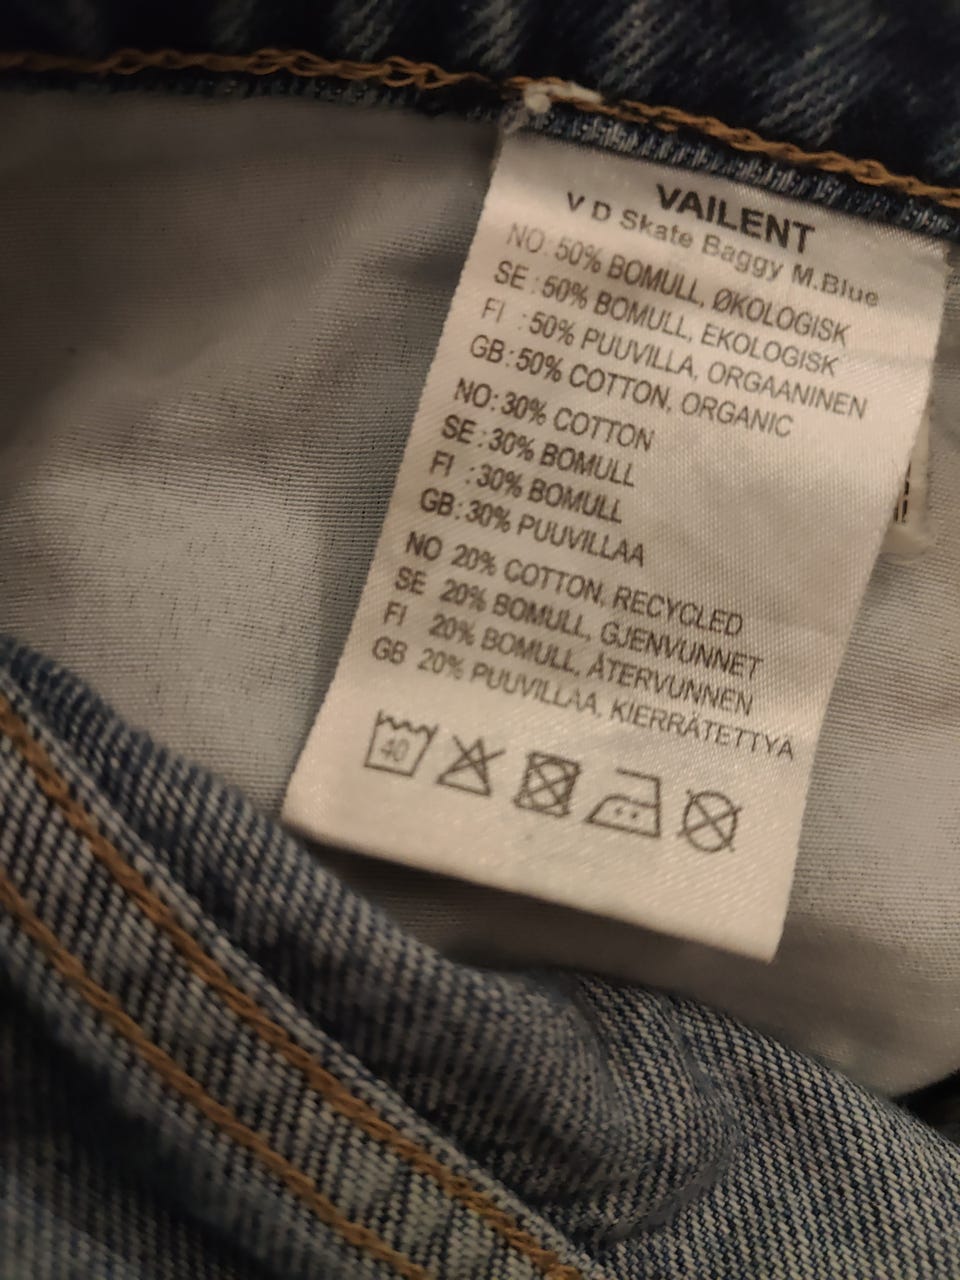 VAILENT
V D Skate Baggy M.Blue
NO: 50% BOMULL, ØKOLOGISK
SE : 50% BOMULL, EKOLOGISK
FI : 50% PUUVILLA, ORGAANINEN
GB: 50% COTTON, ORGANIC
NO: 30% COTTON
SE : 30% BOMULL
FI : 30% BOMULL
GB: 30% PUUVILLAA
NO 20% COTTON, RECYCLED
SE 20% BOMULL, GJENVUNNET
FI 20% BOMULL, ÅTERVUNNEN
GB 20% PUUVILLAA, KIERRÄTETTYÄ
40